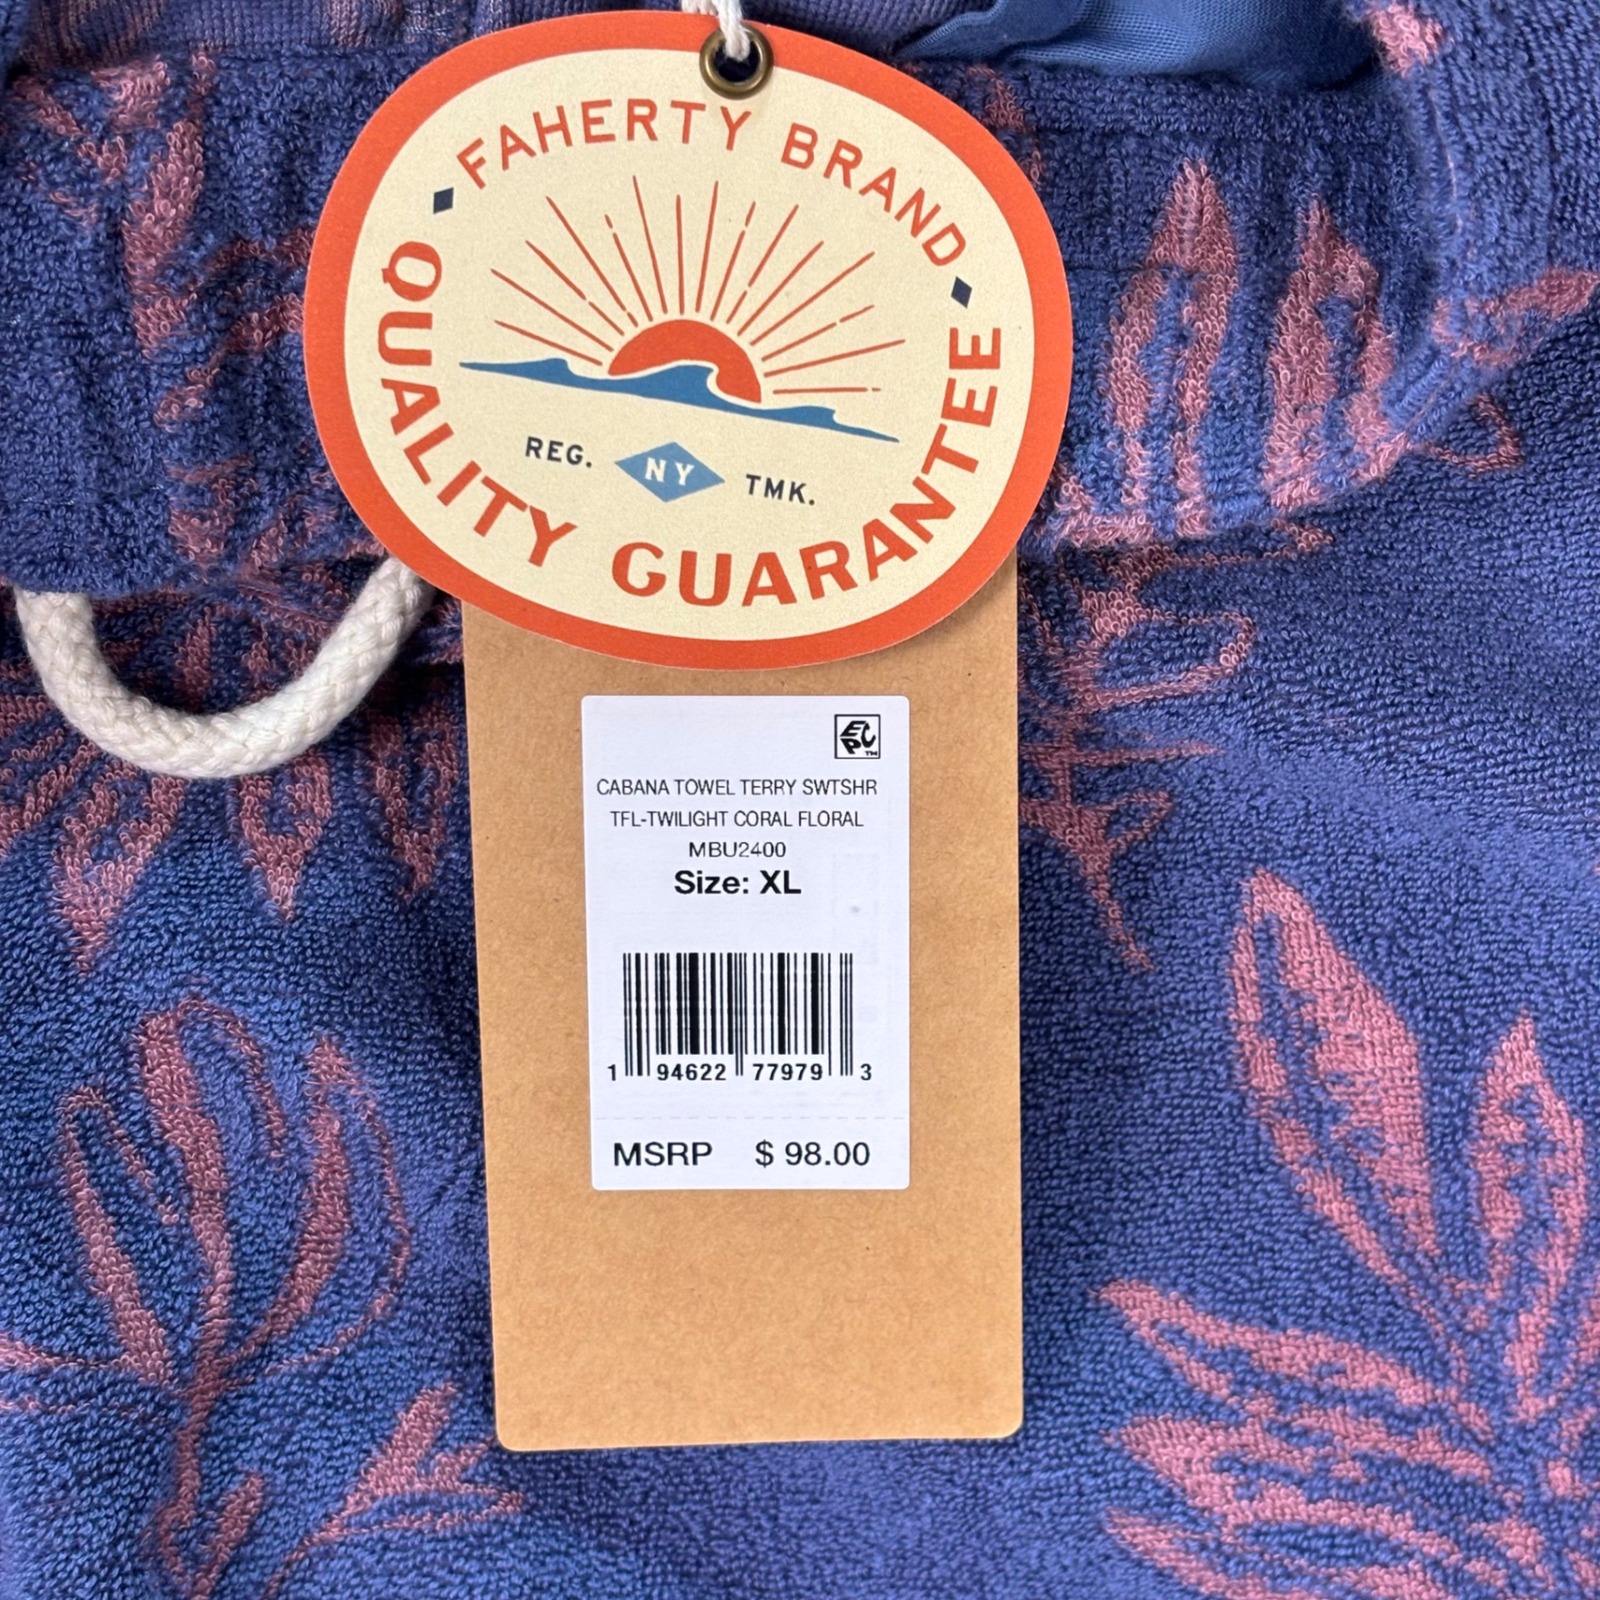 FAHERTY BRAND
REG. NY TMK.
QUALITY GUARANTEE
EPC™
CABANA TOWEL TERRY SWTSHR
TFL-TWILIGHT CORAL FLORAL
MBU2400
Size: XL
1 94622 77979 3
MSRP $ 98.00